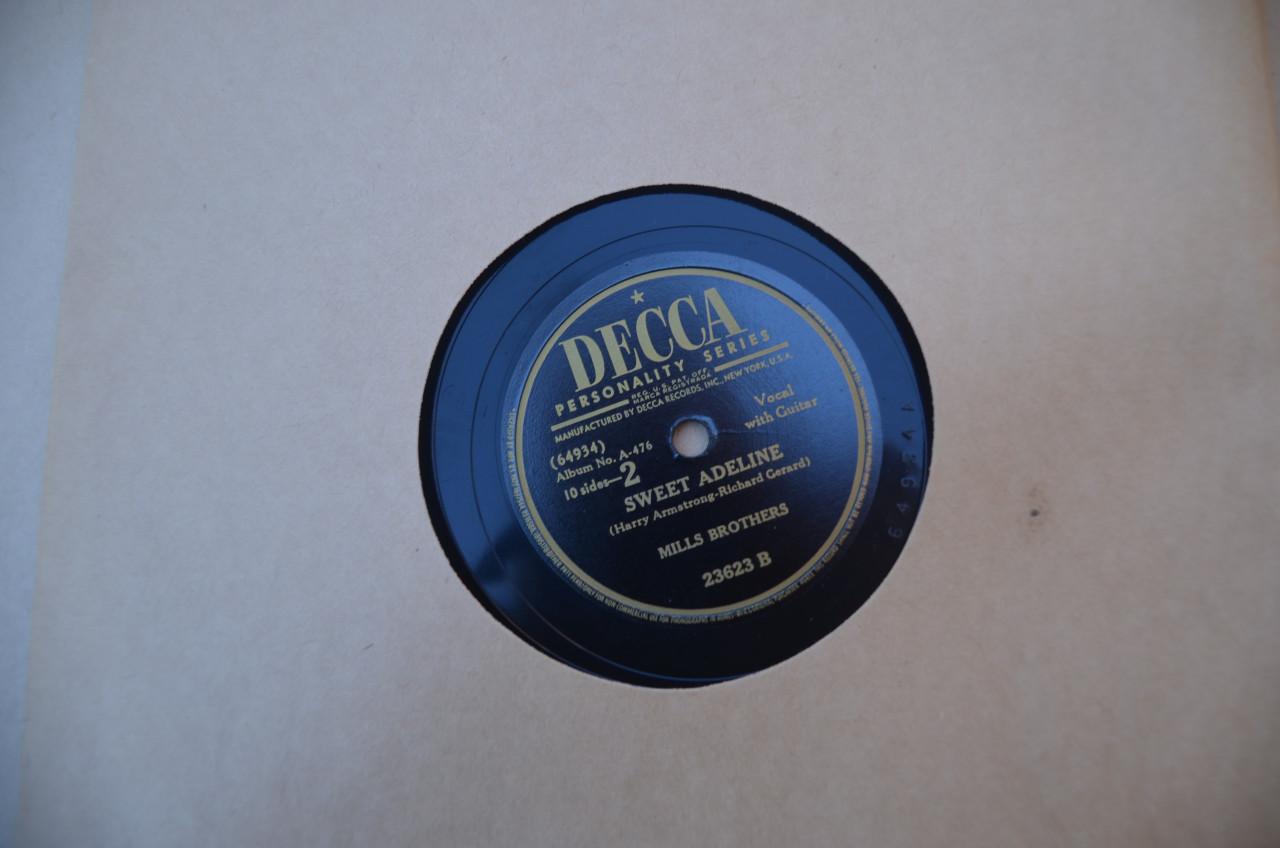 DECCA
PERSONALITY SERIES
REG. U.S. PAT. OFF.
MARCA REGISTRADA
MANUFACTURED BY DECCA RECORDS, INC., NEW YORK, U.S.A.
Vocal
with Guitar
(64934)
Album No. A-476
10 sides—2
SWEET ADELINE
(Harry Armstrong-Richard Gerard)
MILLS BROTHERS
23623 B